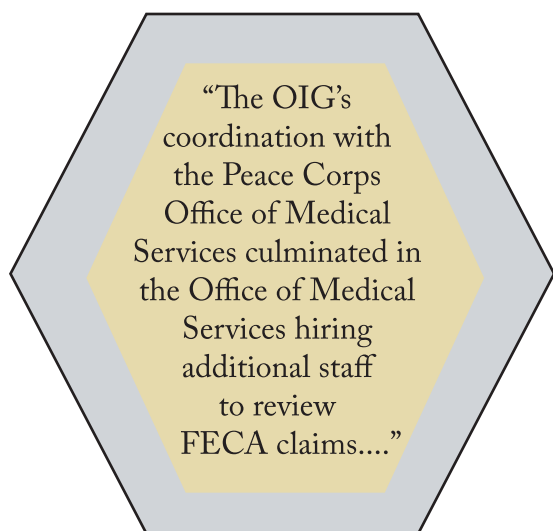 “The OIG’s
coordination with
the Peace Corps
Office of Medical
Services culminated in
the Office of Medical
Services hiring
additional staff
to review
FECA claims....”